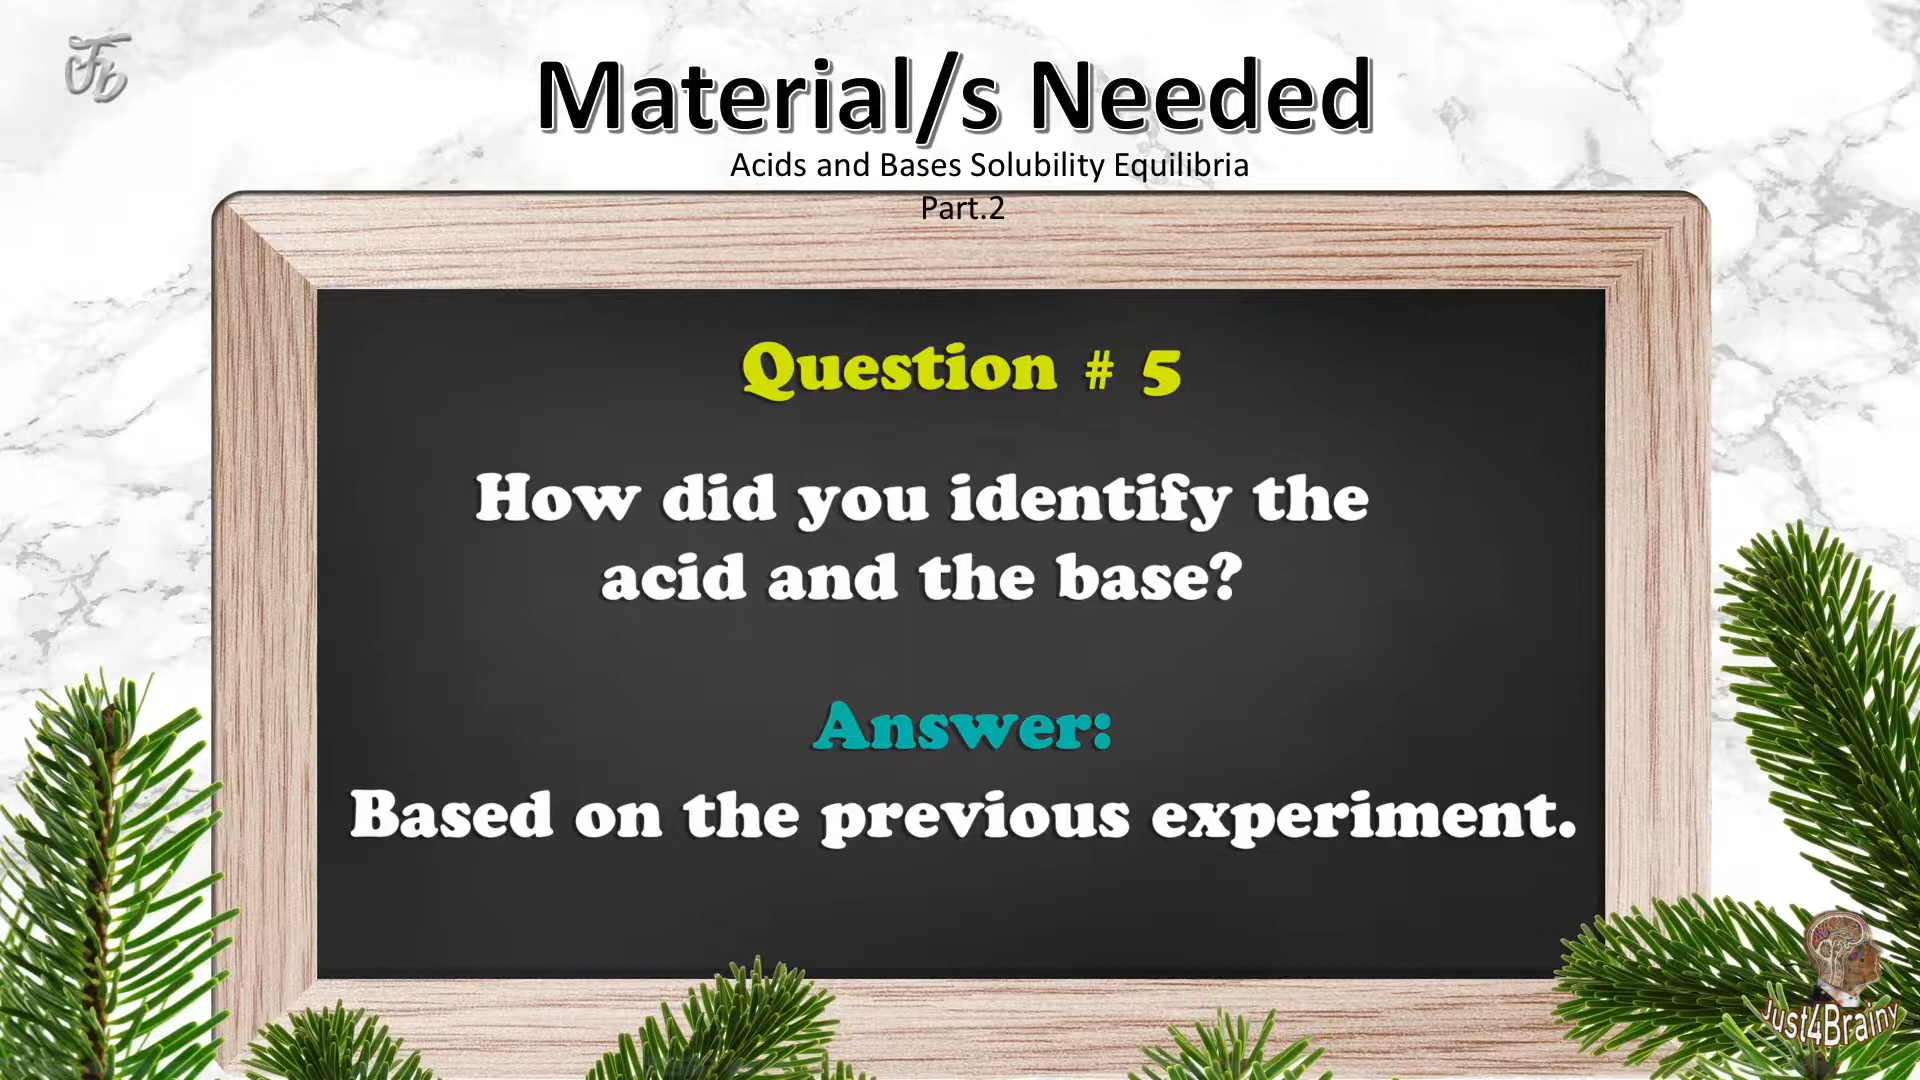 Material/s Needed
Acids and Bases Solubility Equilibria
Part.2
Question # 5
How did you identify the
acid and the base?
Answer:
Based on the previous experiment.
Just4Brainy